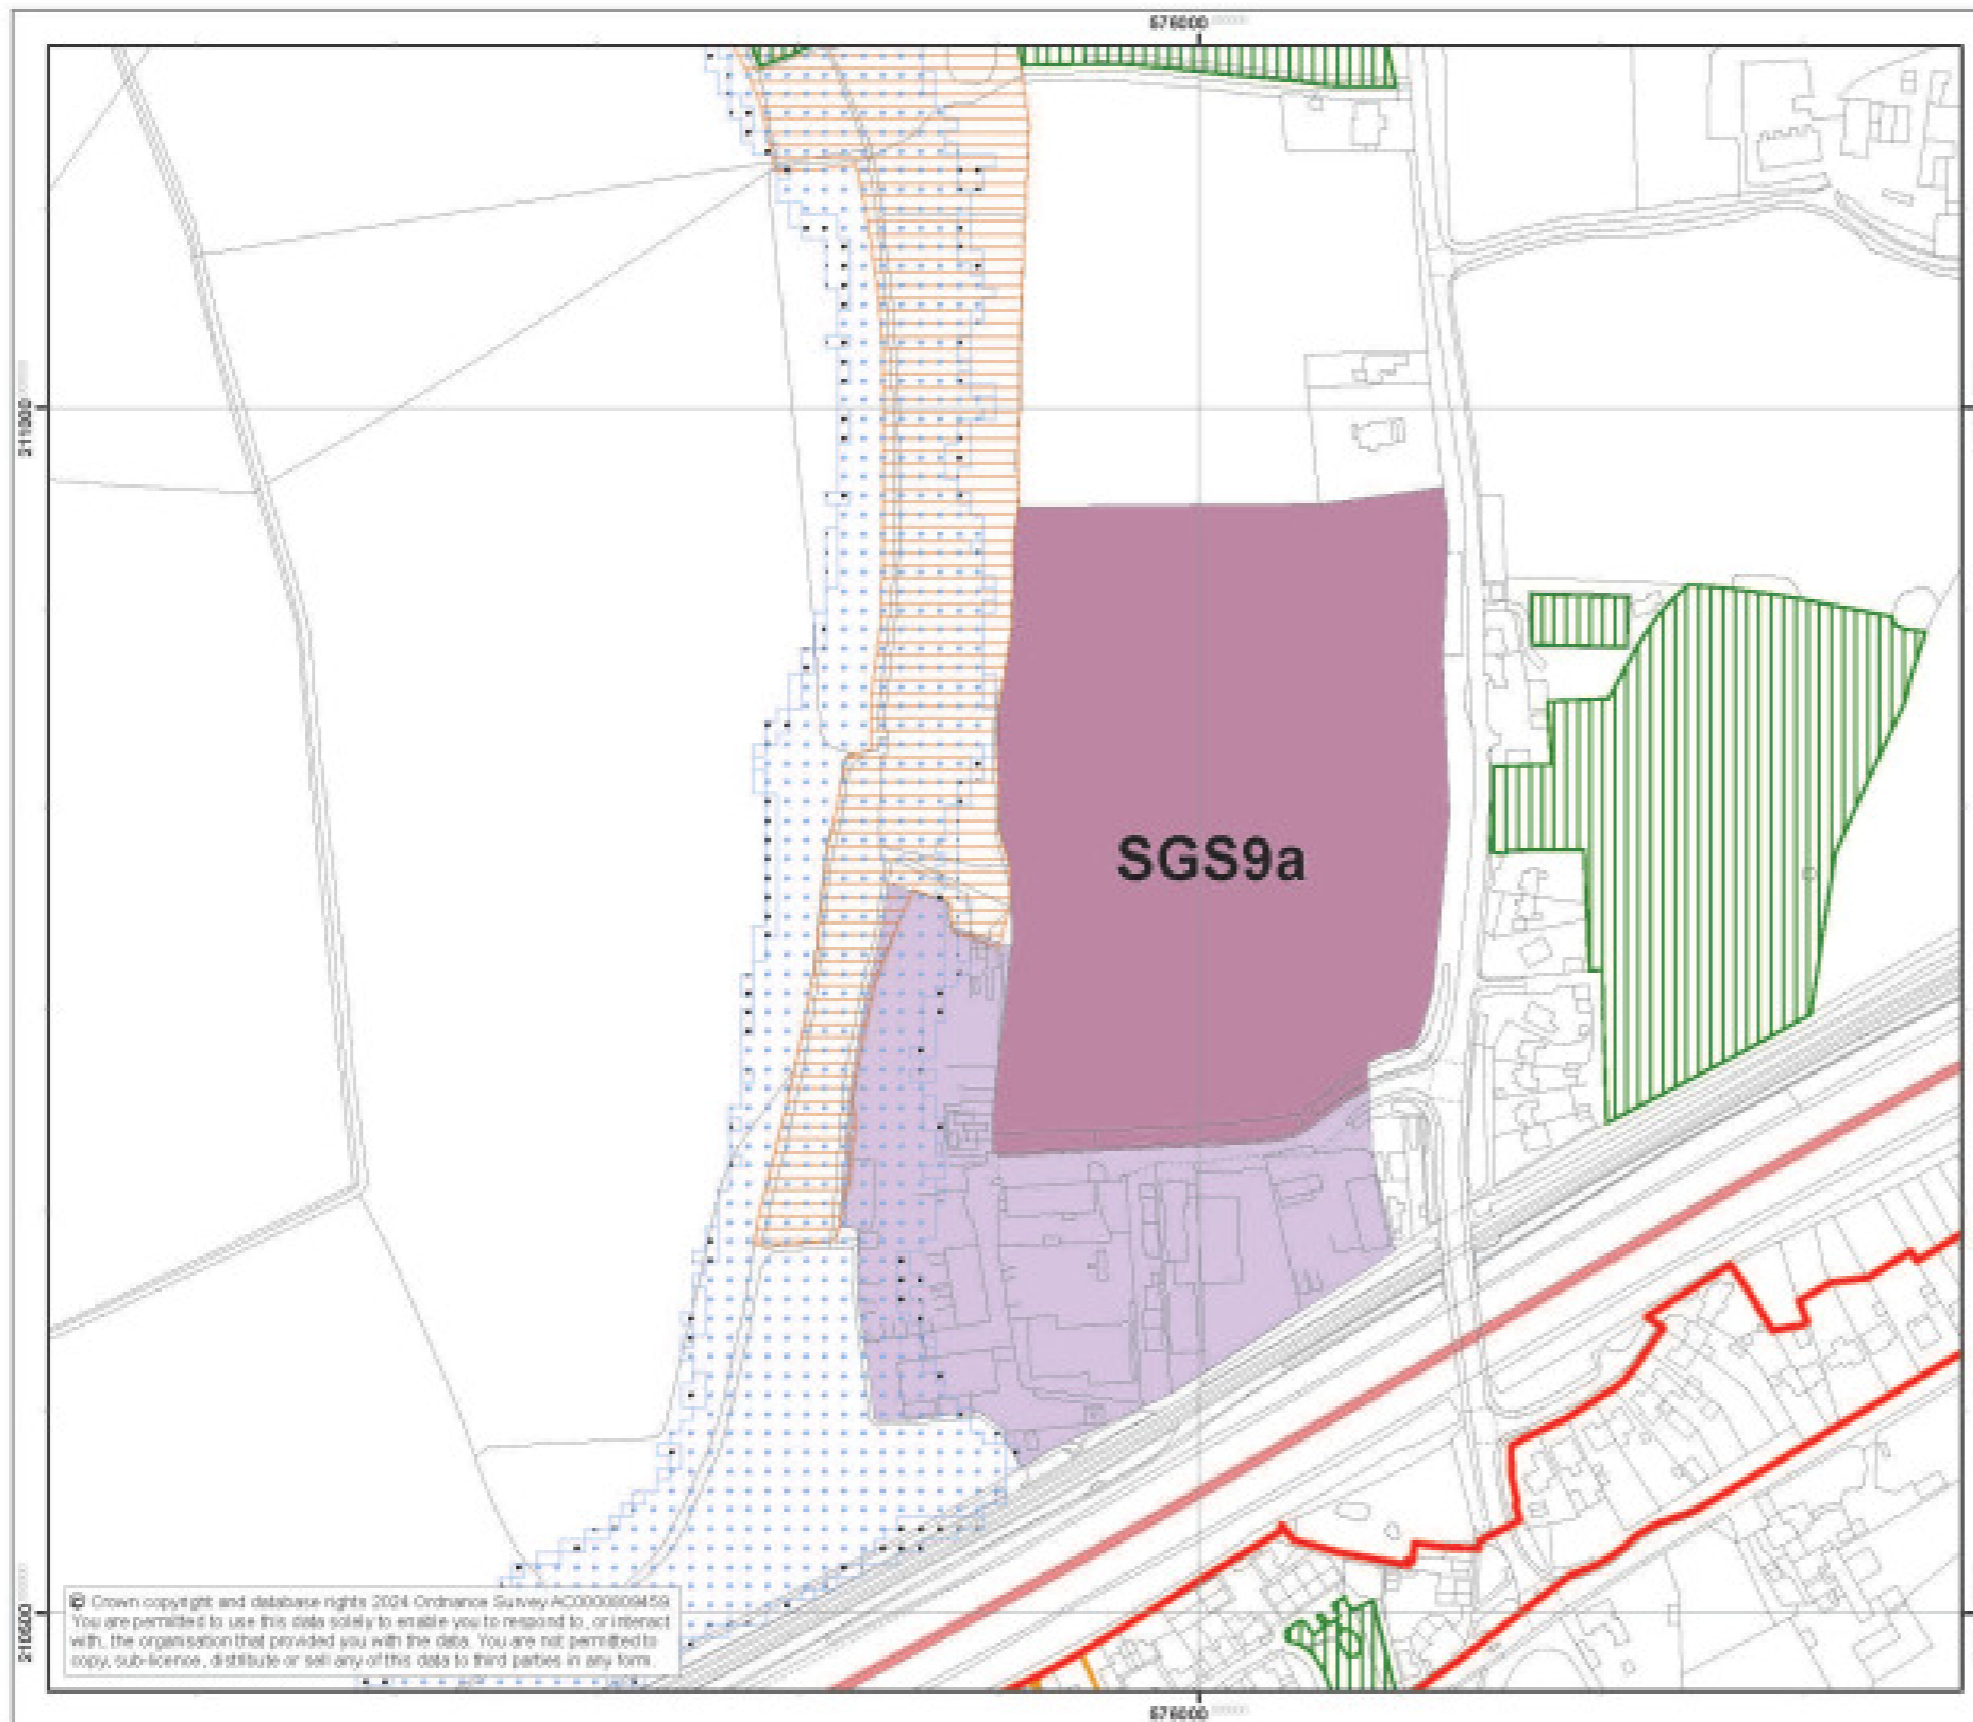 576000
SGS9a
© Crown copyright and database rights 2024 Ordnance Survey AC0000809459.
You are permitted to use this data solely to enable you to respond to, or interact
with, the organisation that provided you with the data. You are not permitted to
copy, sub-licence, distribute or sell any of this data to third parties in any form.
576000